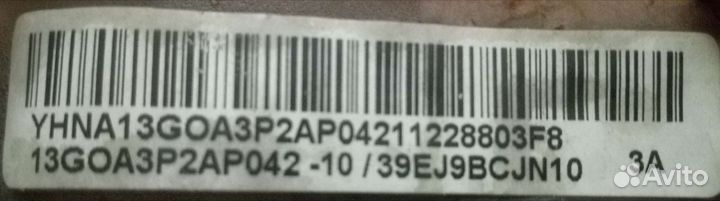 YHNA13GOA3P2AP04211228803F8
13GOA3P2AP042 -10 / 39EJ9BCJN10 3A
Avito